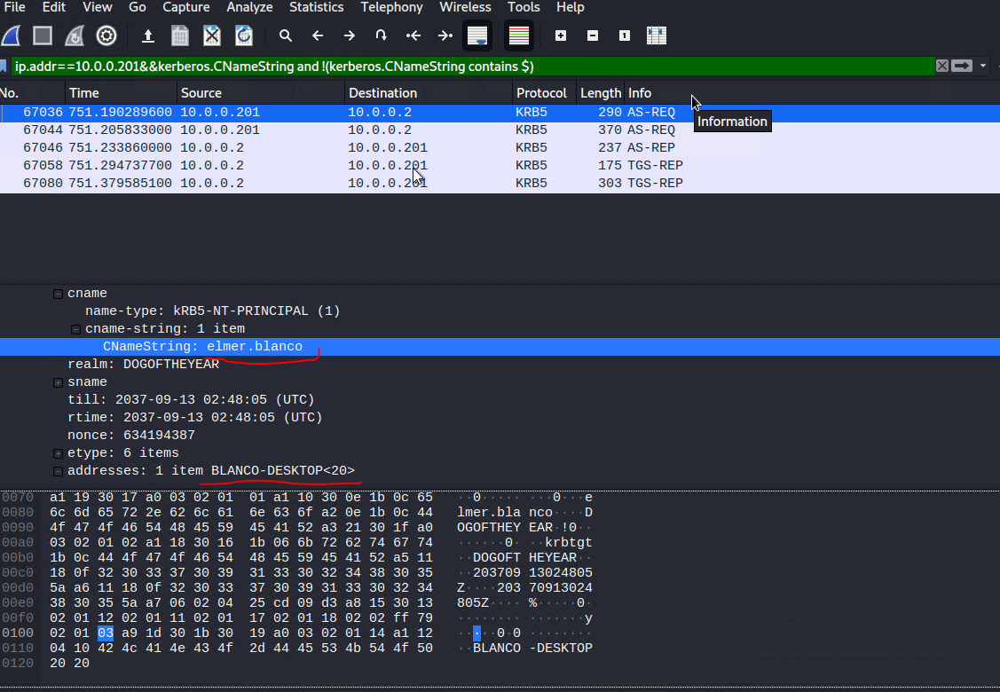 File Edit View Go Capture Analyze Statistics Telephony Wireless Tools Help
ip.addr==10.0.0.201&&kerberos.CNameString and !(kerberos.CNameString contains $)
No. Time Source Destination Protocol Length Info
67036 751.190289600 10.0.0.201 10.0.0.2 KRB5 290 AS-REQ
Information
67044 751.205833000 10.0.0.201 10.0.0.2 KRB5 370 AS-REQ
67046 751.233860000 10.0.0.2 10.0.0.201 KRB5 237 AS-REP
67058 751.294737700 10.0.0.2 10.0.0.201 KRB5 175 TGS-REP
67080 751.379585100 10.0.0.2 10.0.0.201 KRB5 303 TGS-REP
cname
name-type: kRB5-NT-PRINCIPAL (1)
cname-string: 1 item
CNameString: elmer.blanco
realm: DOGOFTHEYEAR
sname
till: 2037-09-13 02:48:05 (UTC)
rtime: 2037-09-13 02:48:05 (UTC)
nonce: 634194387
etype: 6 items
addresses: 1 item BLANCO-DESKTOP<20>
0070 a1 19 30 17 a0 03 02 01 01 a1 10 30 0e 1b 0c 65 ··0····· ···0···e
0080 6c 6d 65 72 2e 62 6c 61 6e 63 6f a2 0e 1b 0c 44 lmer.bla nco····D
0090 4f 47 4f 46 54 48 45 59 45 41 52 a3 21 30 1f a0 OGOFTHEY EAR·!0··
00a0 03 02 01 02 a1 18 30 16 1b 06 6b 72 62 74 67 74 ······0· ··krbtgt
00b0 1b 0c 44 4f 47 4f 46 54 48 45 59 45 41 52 a5 11 ··DOGOFT HEYEAR··
00c0 18 0f 32 30 33 37 30 39 31 33 30 32 34 38 30 35 ··203709 13024805
00d0 5a a6 11 18 0f 32 30 33 37 30 39 31 33 30 32 34 Z····203 70913024
00e0 38 30 35 5a a7 06 02 04 25 cd 09 d3 a8 15 30 13 805Z···· %·····0·
00f0 02 01 12 02 01 11 02 01 17 02 01 18 02 02 ff 79 ········ ·······y
0100 02 01 03 a9 1d 30 1b 30 19 a0 03 02 01 14 a1 12 ·····0·0 ········
0110 04 10 42 4c 41 4e 43 4f 2d 44 45 53 4b 54 4f 50 ··BLANCO -DESKTOP
0120 20 20